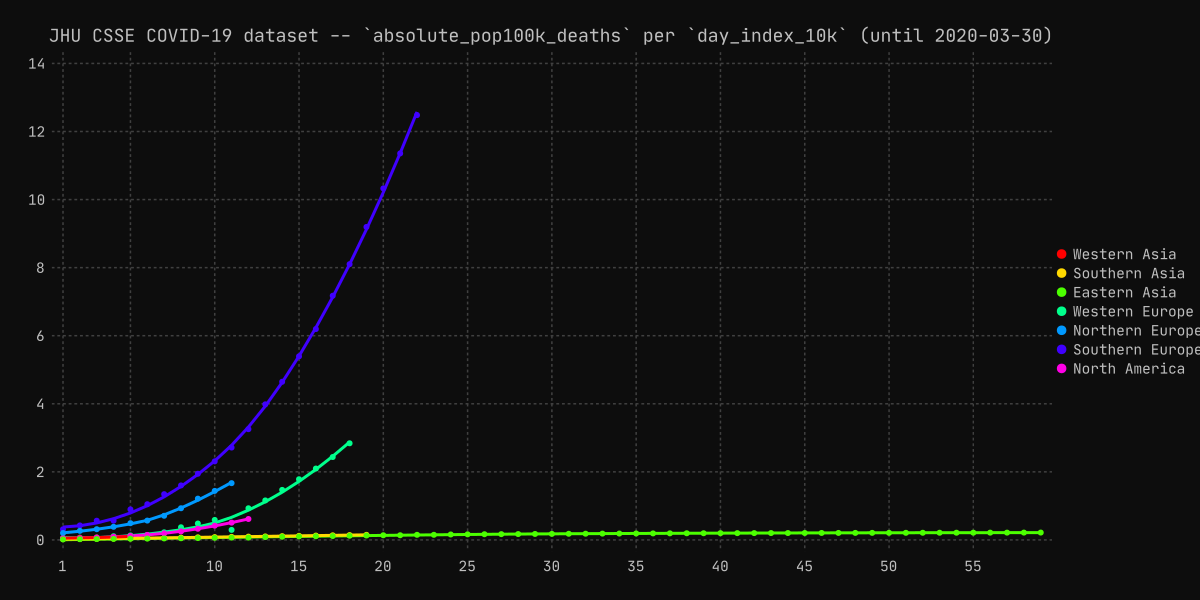 JHU CSSE COVID-19 dataset -- `absolute_pop100k_deaths` per `day_index_10k` (until 2020-03-30)
14
12
10
8
6
4
2
0
1 5 10 15 20 25 30 35 40 45 50 55
Western Asia
Southern Asia
Eastern Asia
Western Europe
Northern Europe
Southern Europe
North America